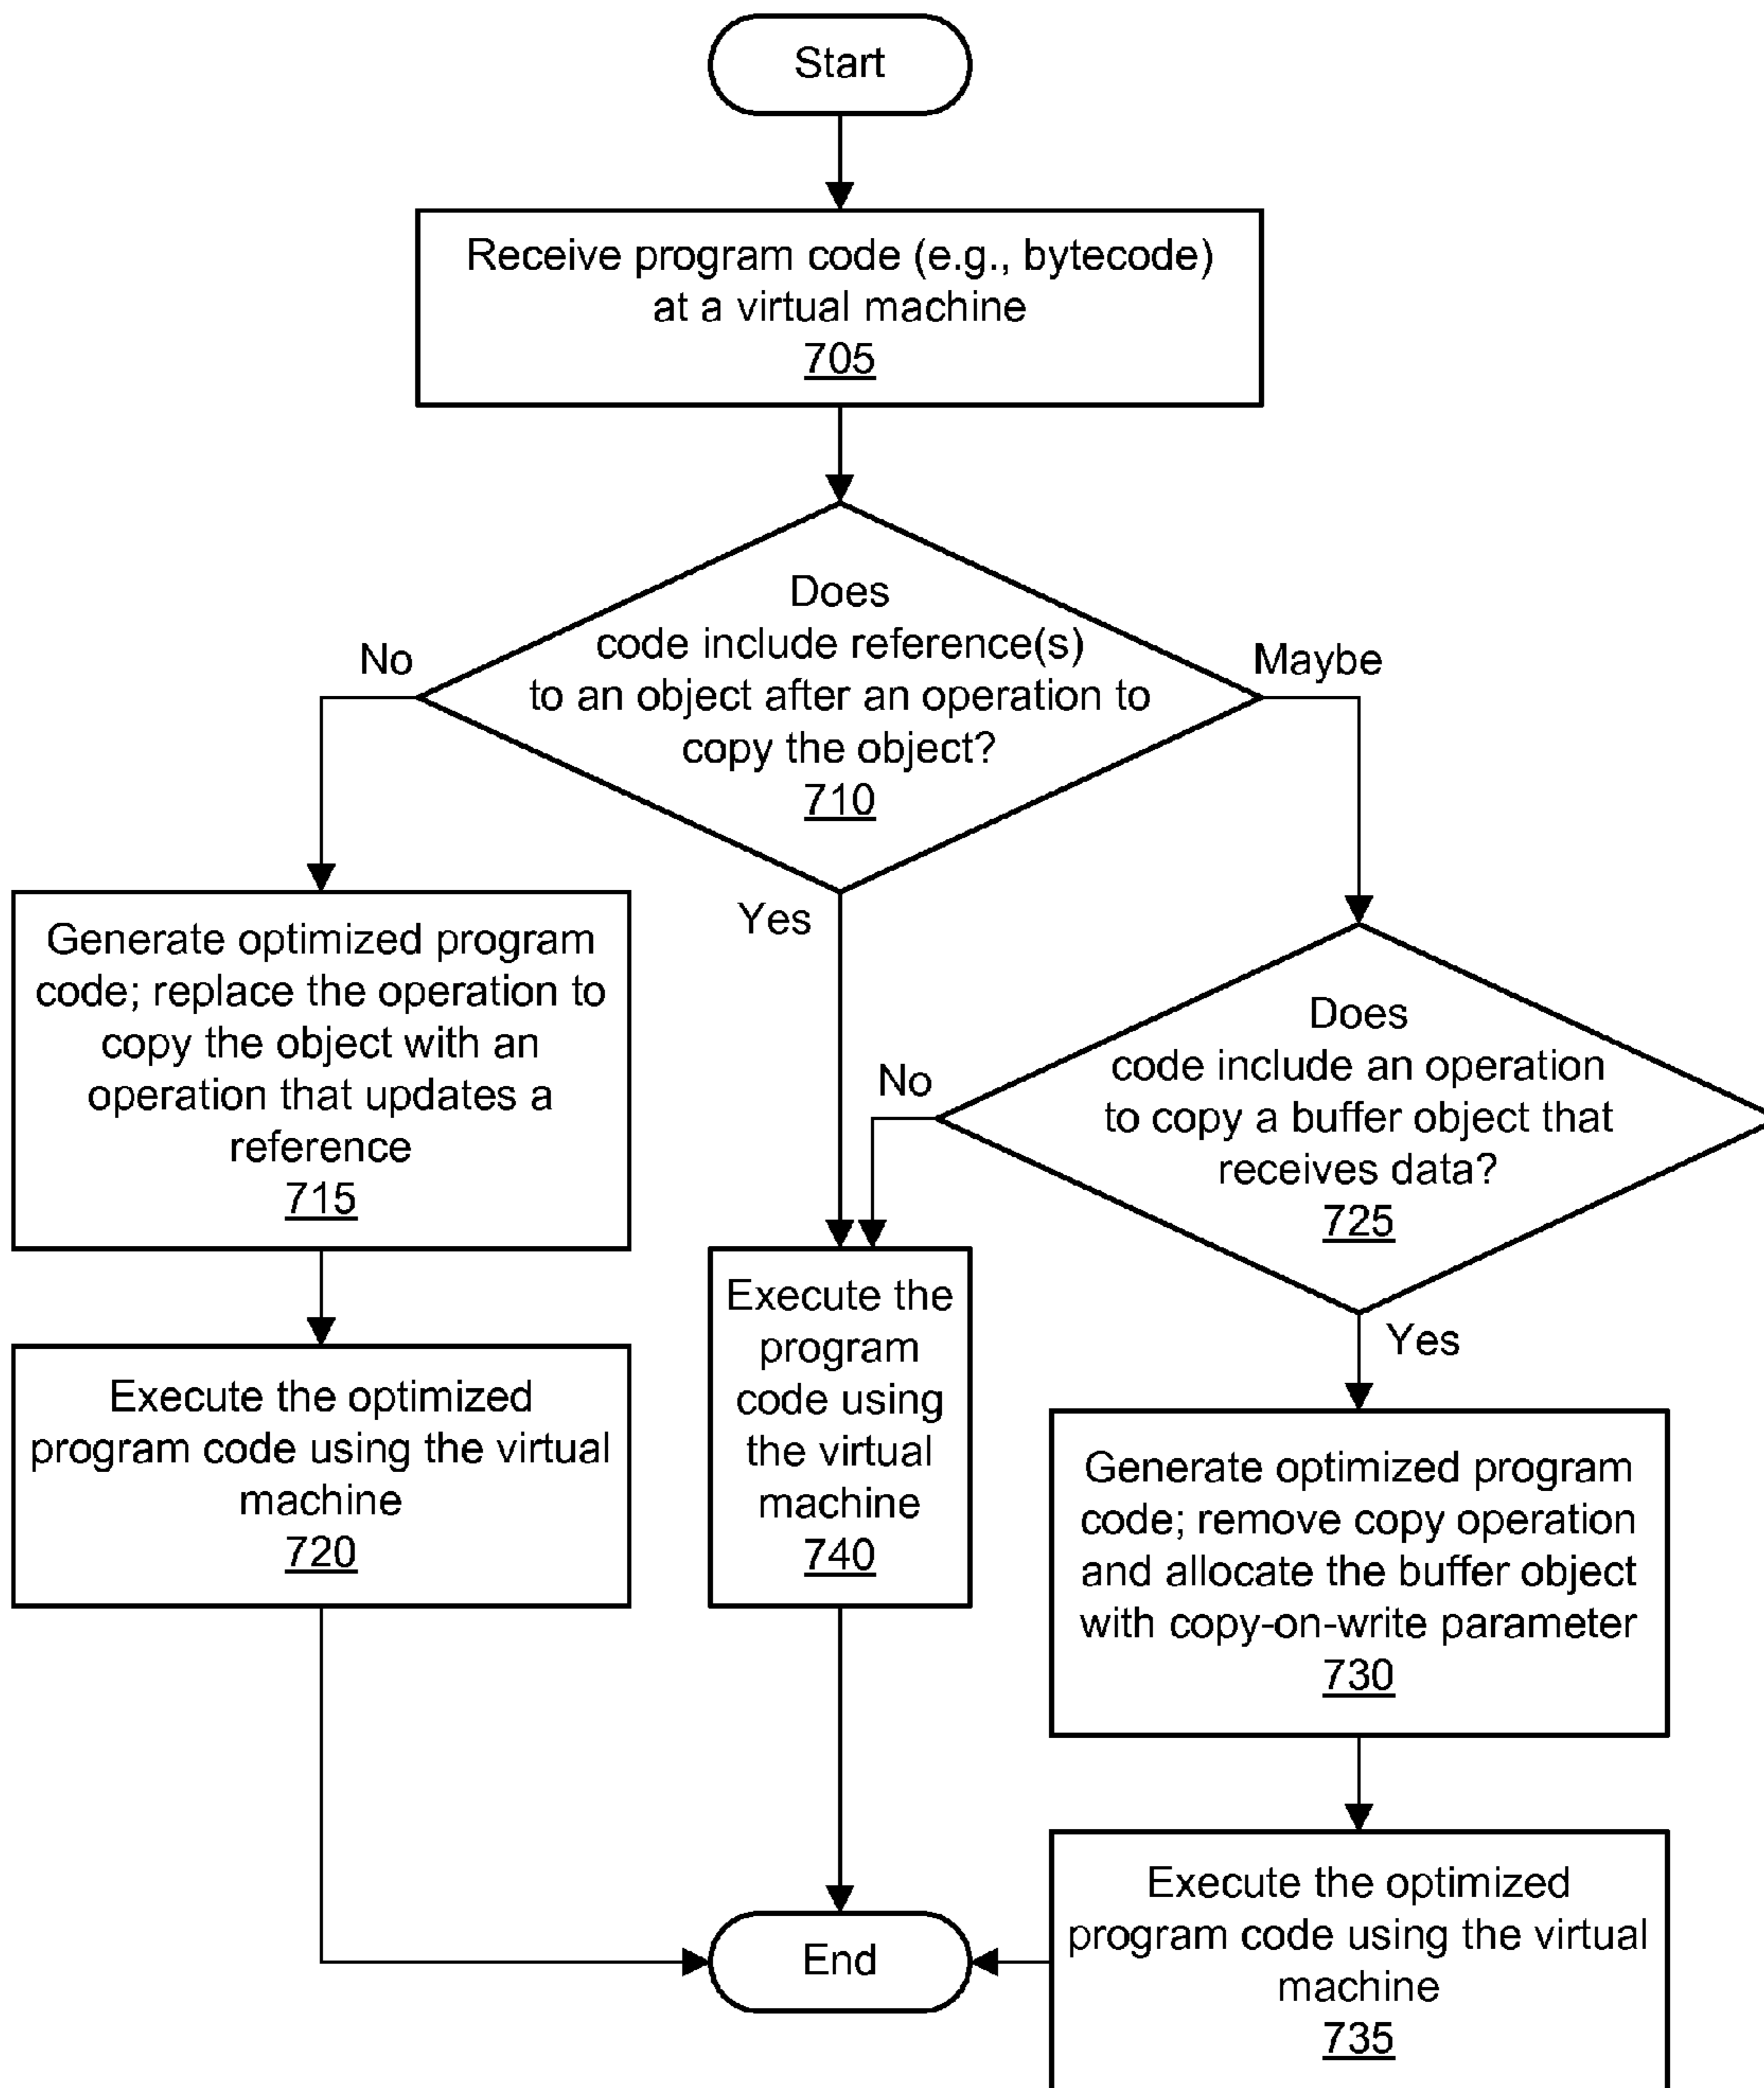 Start
Receive program code (e.g., bytecode)
at a virtual machine
705
Does
code include reference(s)
to an object after an operation to
copy the object?
710
No
Maybe
Yes
Generate optimized program
code; replace the operation to
copy the object with an
operation that updates a
reference
715
Does
code include an operation
to copy a buffer object that
receives data?
725
No
Yes
Execute the optimized
program code using the virtual
machine
720
Execute the
program
code using
the virtual
machine
740
Generate optimized program
code; remove copy operation
and allocate the buffer object
with copy-on-write parameter
730
Execute the optimized
program code using the virtual
machine
735
End